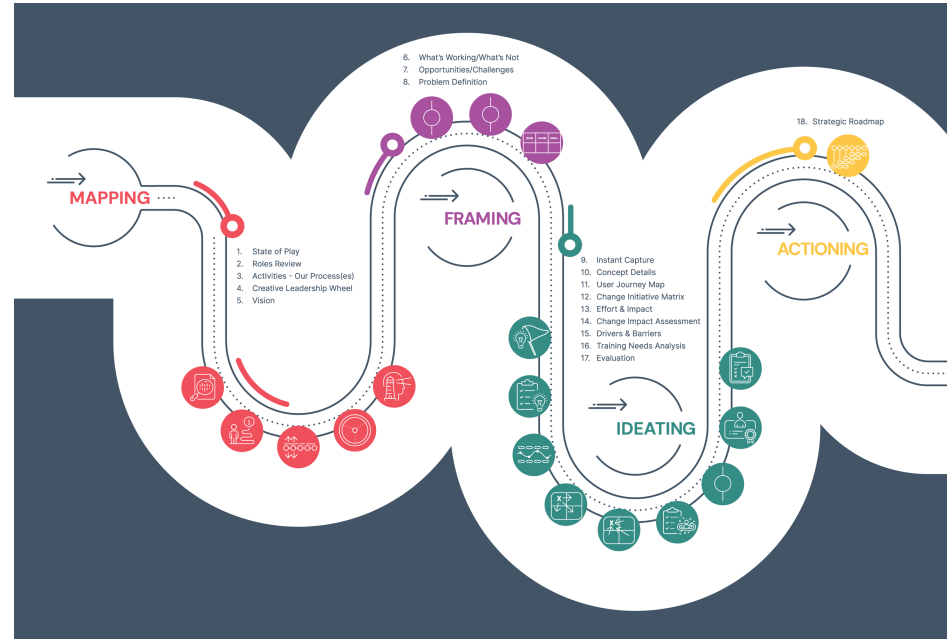 MAPPING
1. State of Play
2. Roles Review
3. Activities - Our Process(es)
4. Creative Leadership Wheel
5. Vision
6. What's Working/What's Not
7. Opportunities/Challenges
8. Problem Definition
FRAMING
9. Instant Capture
10. Concept Details
11. User Journey Map
12. Change Initiative Matrix
13. Effort & Impact
14. Change Impact Assessment
15. Drivers & Barriers
16. Training Needs Analysis
17. Evaluation
IDEATING
18. Strategic Roadmap
ACTIONING